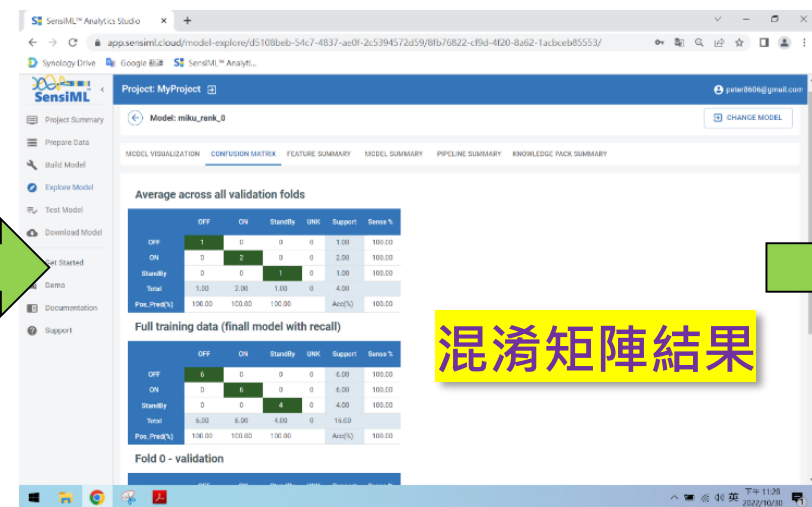 SensiML™ Analytics Studio
app.sensiml.cloud/model-explore/d5108beb-54c7-4837-ae0f-2c5394572d59/8fb76822-cf9d-4f20-8a62-1acbceb85553/
Synology Drive Google 翻譯 SensiML™ Analyti...
SensiML
Project: MyProject
peter8606@gmail.com
Project Summary
Prepare Data
Build Model
Explore Model
Test Model
Download Model
Get Started
Demo
Documentation
Support
Model: miku_rank_0
CHANGE MODEL
MODEL VISUALIZATION CONFUSION MATRIX FEATURE SUMMARY MODEL SUMMARY PIPELINE SUMMARY KNOWLEDGE PACK SUMMARY
Average across all validation folds
OFF ON StandBy UNK Support Sense %
OFF 1 0 0 0 1.00 100.00
ON 0 2 0 0 2.00 100.00
StandBy 0 0 1 0 1.00 100.00
Total 1.00 2.00 1.00 0 4.00
Pos_Pred(%) 100.00 100.00 100.00 Acc(%) 100.00
Full training data (finall model with recall)
OFF ON StandBy UNK Support Sense %
OFF 6 0 0 0 6.00 100.00
ON 0 6 0 0 6.00 100.00
StandBy 0 0 4 0 4.00 100.00
Total 6.00 6.00 4.00 0 16.00
Pos_Pred(%) 100.00 100.00 100.00 Acc(%) 100.00
Fold 0 - validation
混淆矩陣結果
英
下午 11:20
2022/10/30